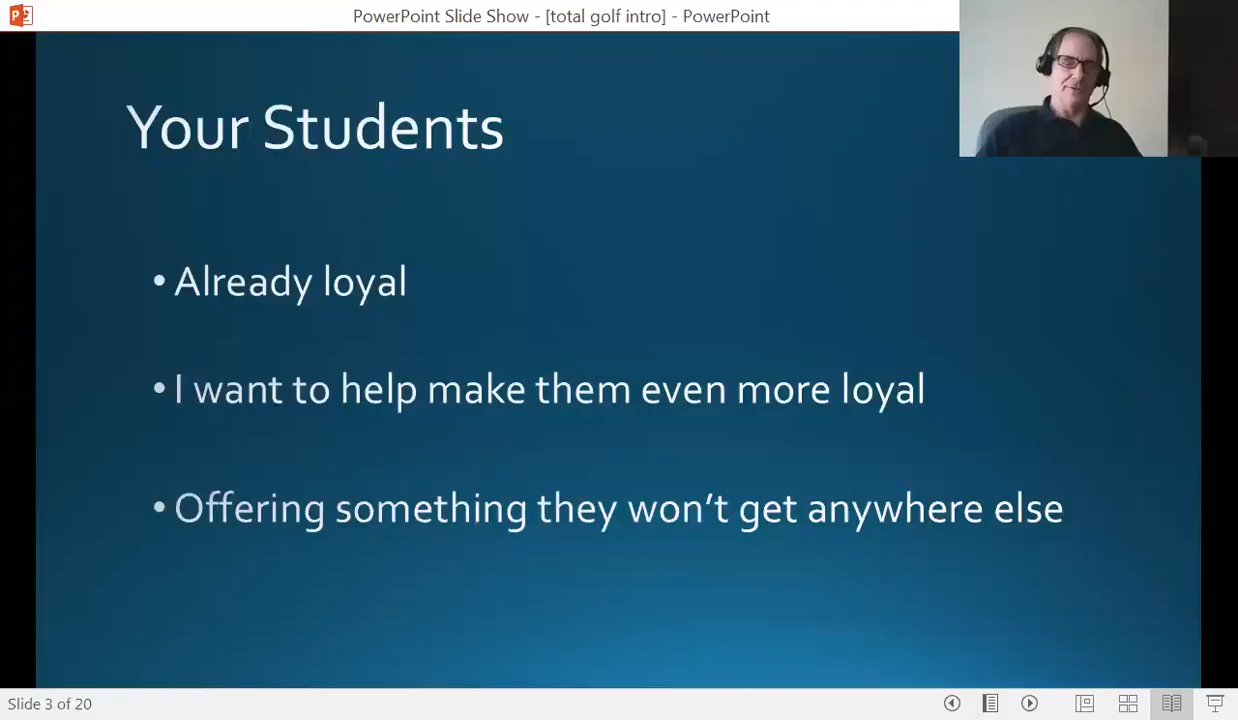 PowerPoint Slide Show - [total golf intro] - PowerPoint
Your Students
• Already loyal
• I want to help make them even more loyal
• Offering something they won't get anywhere else
Slide 3 of 20